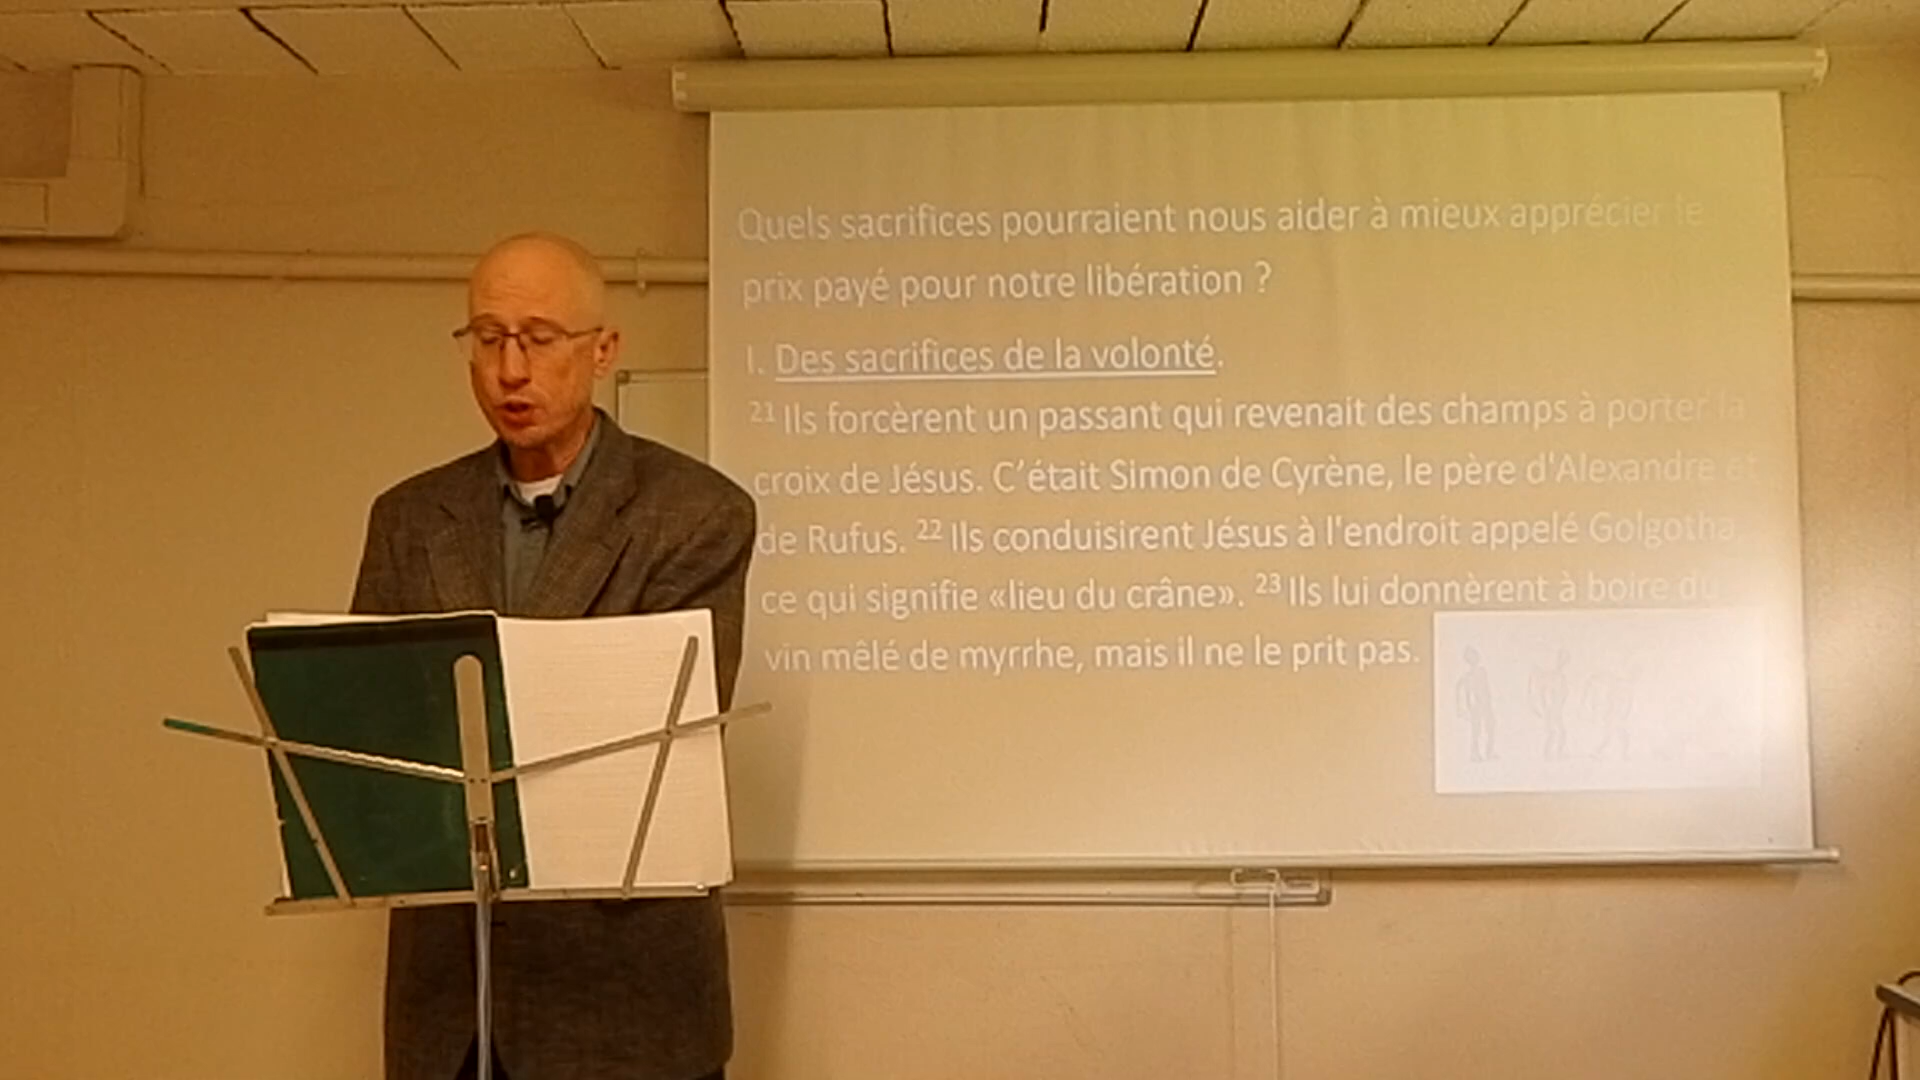 Quels sacrifices pourraient nous aider à mieux apprécier le
prix payé pour notre libération ?
I. Des sacrifices de la volonté.
21 Ils forcèrent un passant qui revenait des champs à porter la
croix de Jésus. C’était Simon de Cyrène, le père d'Alexandre et
de Rufus. 22 Ils conduisirent Jésus à l'endroit appelé Golgotha,
ce qui signifie «lieu du crâne». 23 Ils lui donnèrent à boire du
vin mêlé de myrrhe, mais il ne le prit pas.